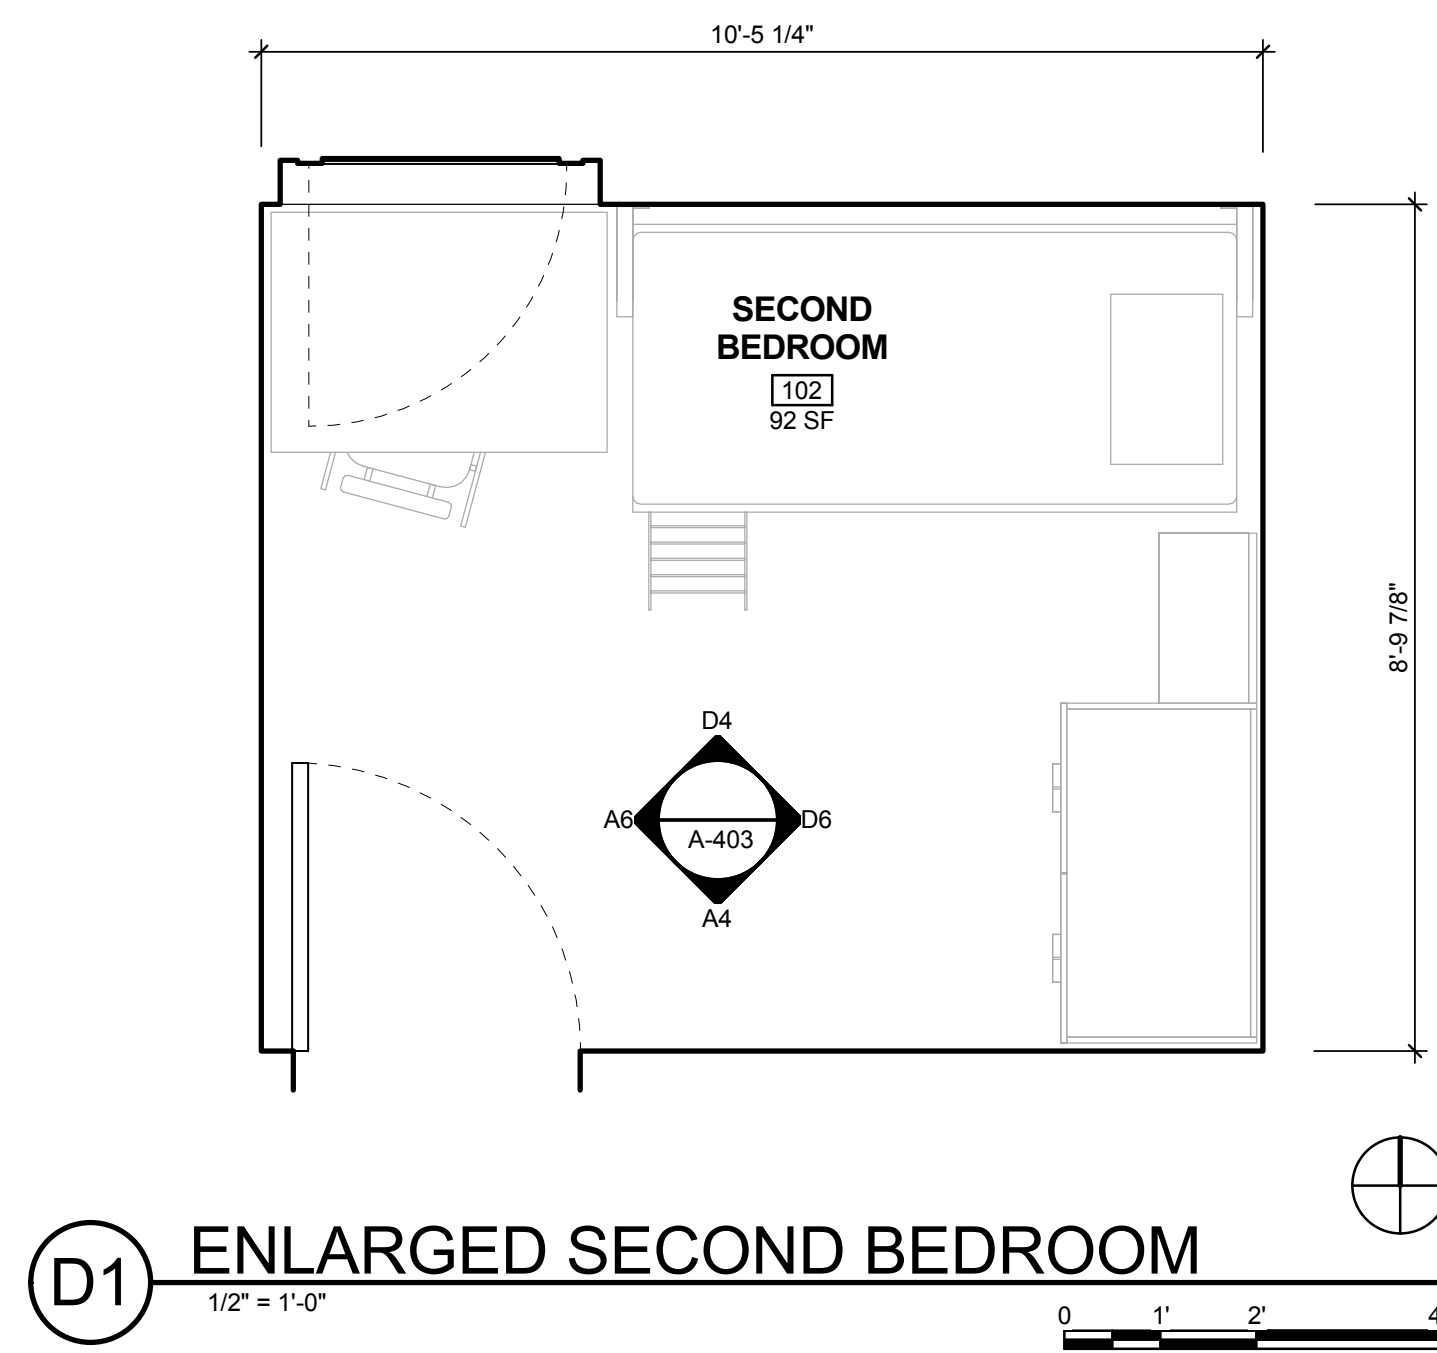 10'-5 1/4"
SECOND
BEDROOM
102
92 SF
8'-9 7/8"
D4
A6
D6
A-403
A4
D1
ENLARGED SECOND BEDROOM
1/2" = 1'-0"
0 1' 2' 4